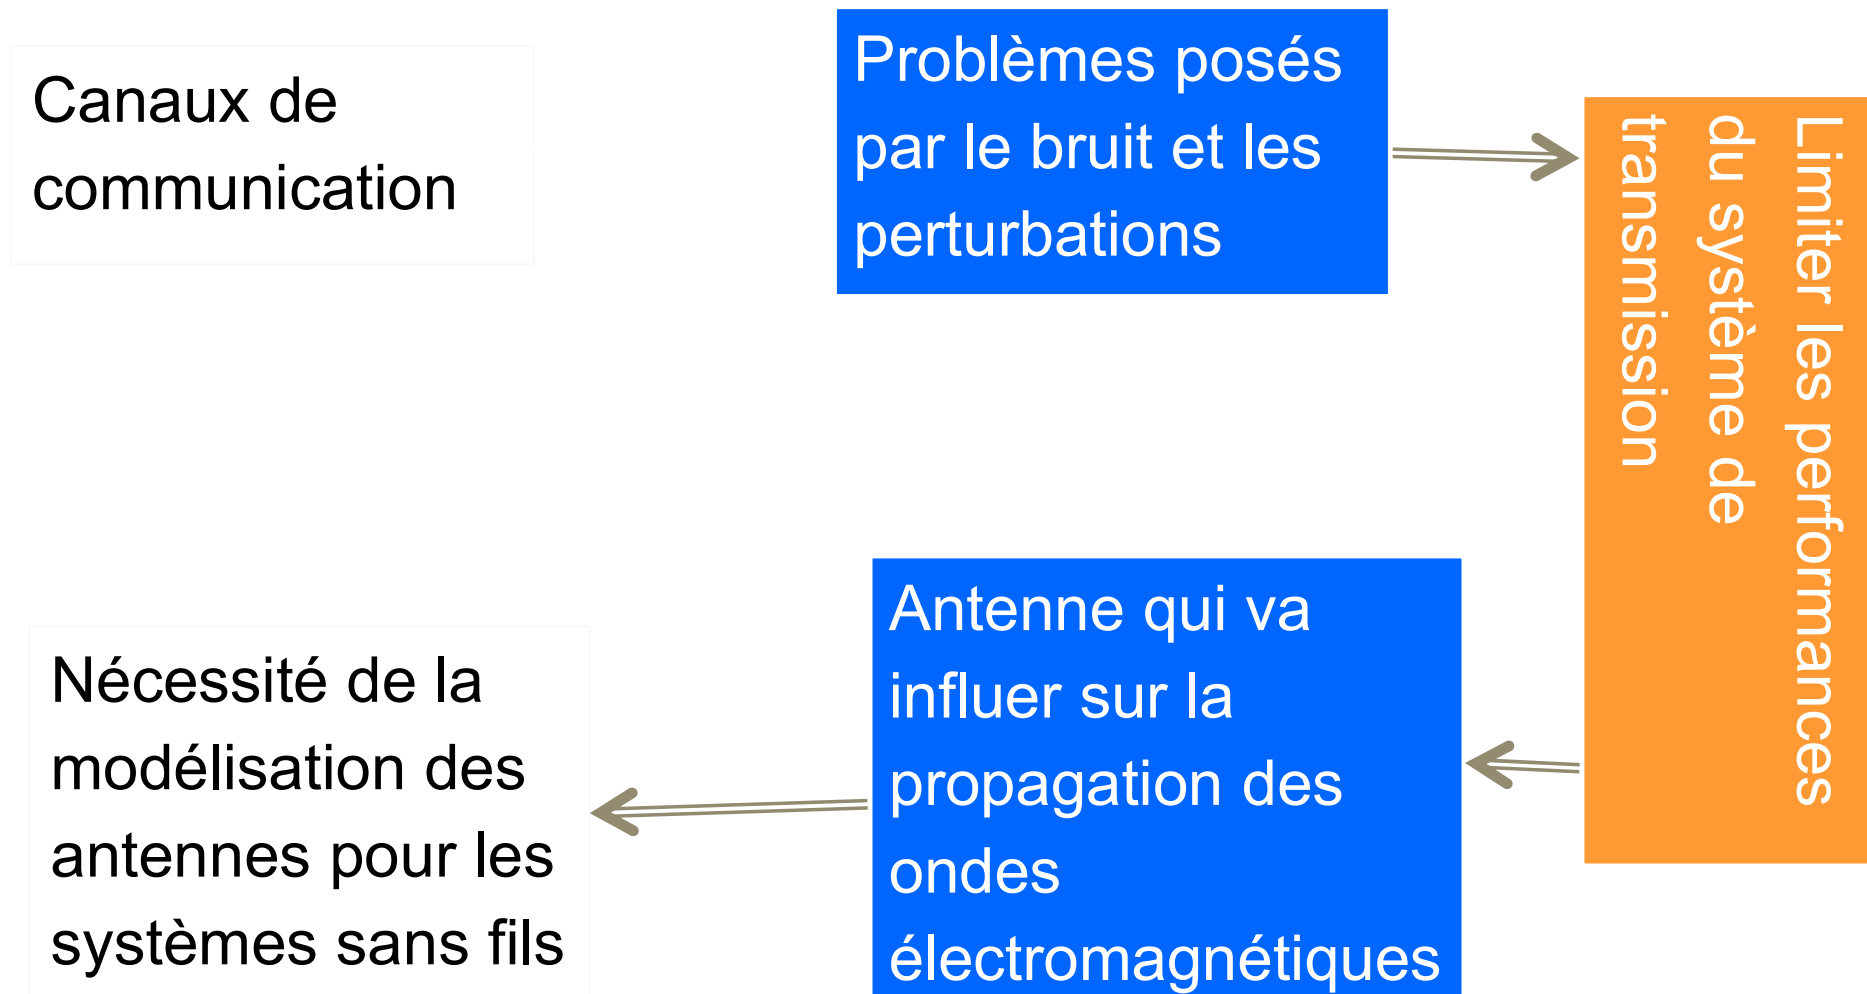 Canaux de
communication
Problèmes posés
par le bruit et les
perturbations
Limiter les performances
du système de
transmission
Antenne qui va
influer sur la
propagation des
ondes
électromagnétiques
Nécessité de la
modélisation des
antennes pour les
systèmes sans fils